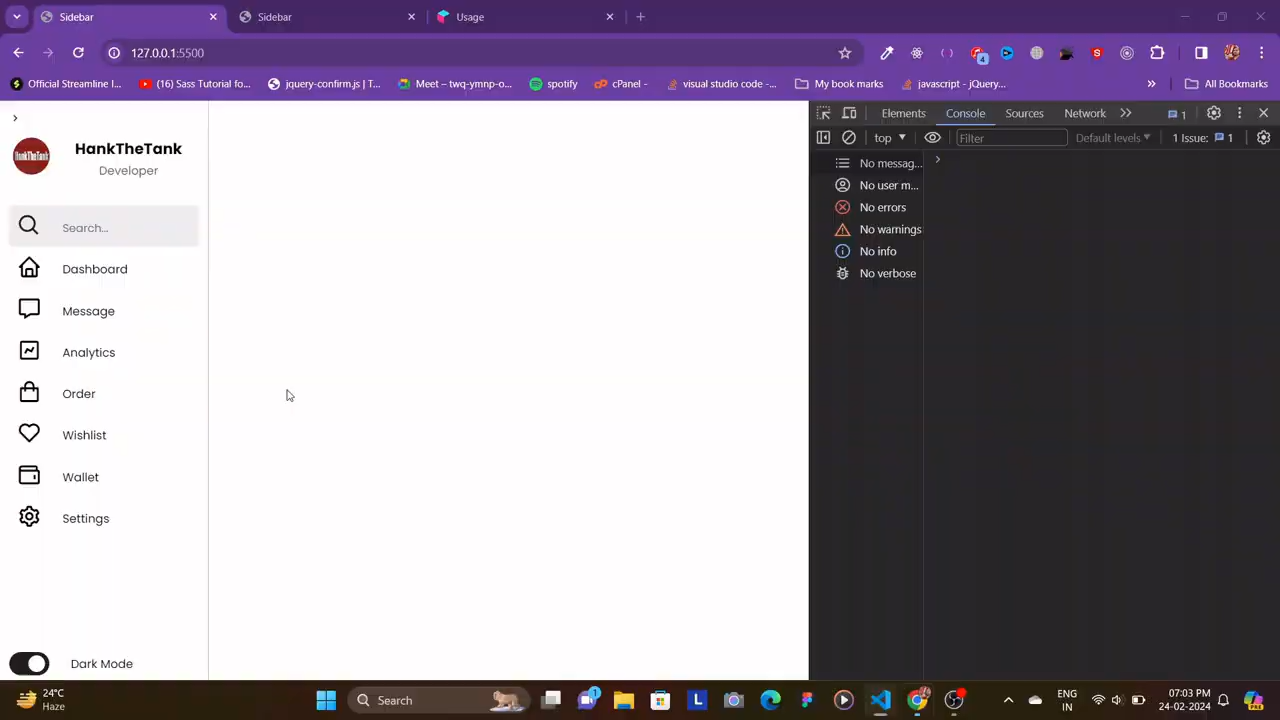 Sidebar
Sidebar
Usage
127.0.0.1:5500
4
Official Streamline I...
(16) Sass Tutorial fo...
jquery-confirm.js | T...
Meet – twq-ymnp-o...
spotify
cPanel -
visual studio code -...
My book marks
javascript - jQuery...
All Bookmarks
Elements
Console
Sources
Network
1
top
Filter
Default levels
1 Issue:
1
HankTheTank
HankTheTank
Developer
Search...
Dashboard
Message
Analytics
Order
Wishlist
Wallet
Settings
Dark Mode
No messag...
No user m...
No errors
No warnings
No info
No verbose
24°C
Haze
Search
1
L
ENG
IN
07:03 PM
24-02-2024